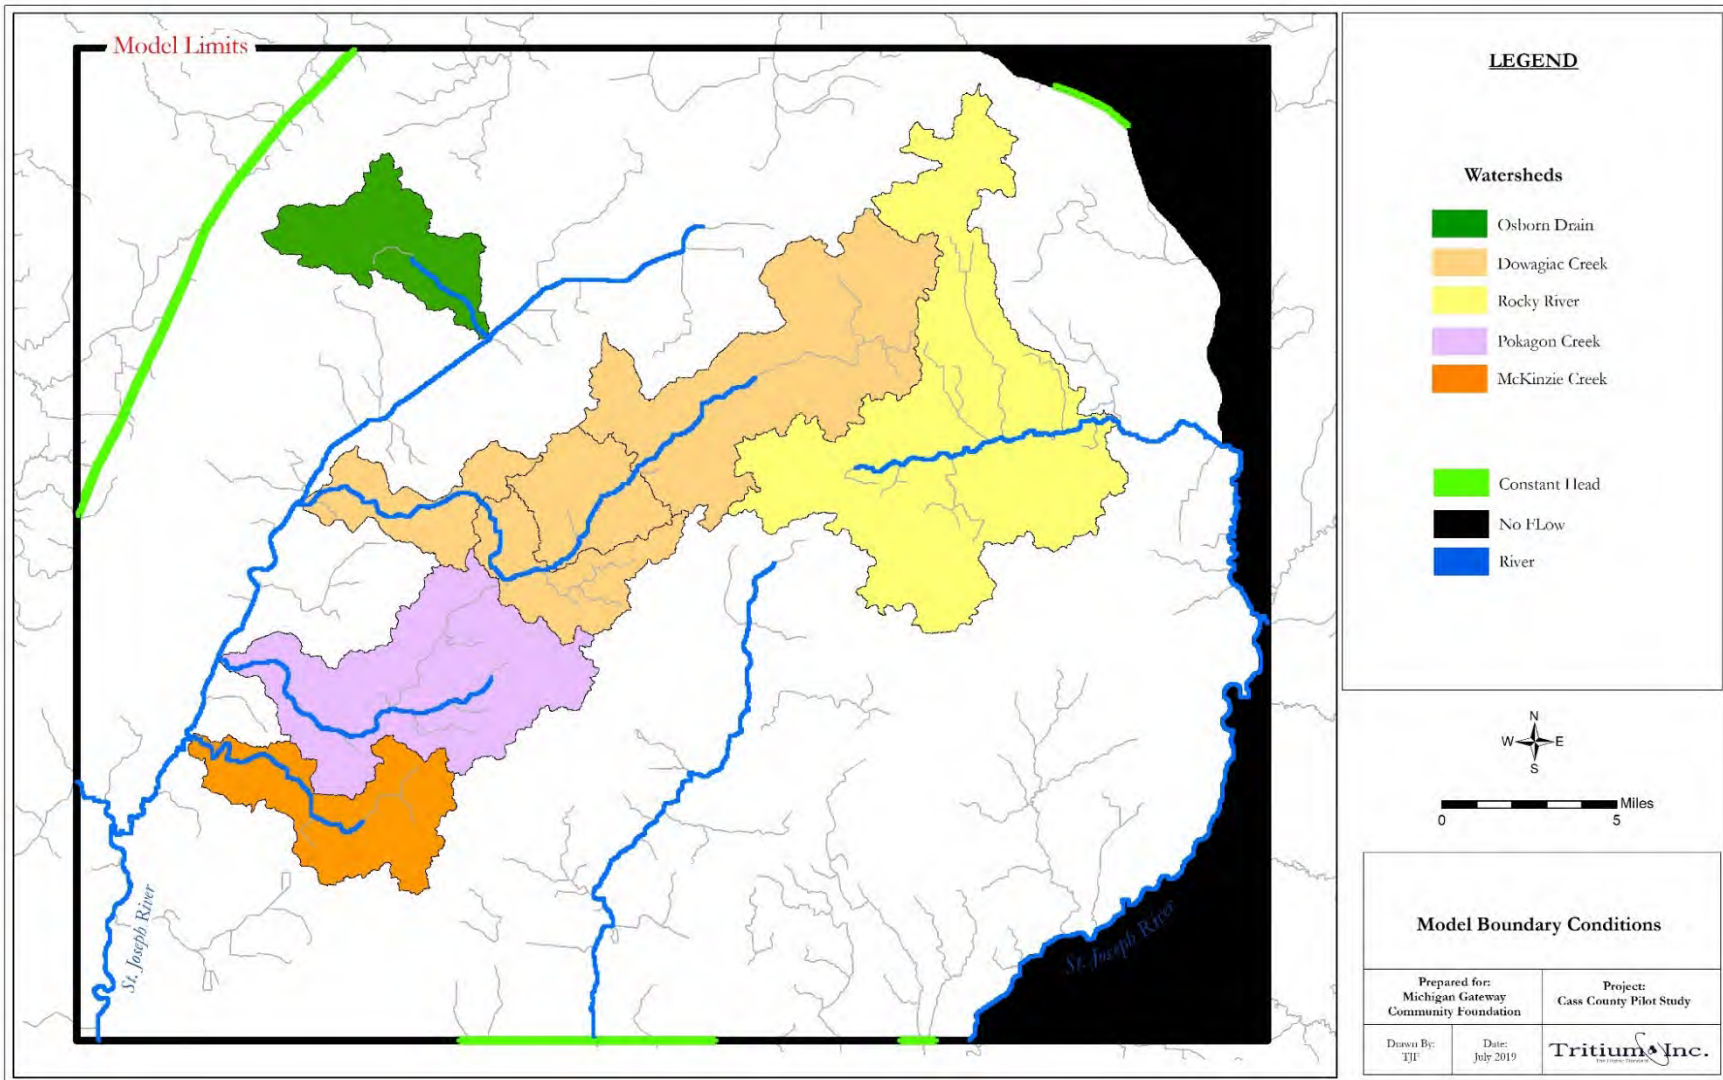 Model Limits
St. Joseph River
St. Joseph River
LEGEND
Watersheds
Osborn Drain
Dowagiac Creek
Rocky River
Pokagon Creek
McKinzie Creek
Constant Head
No FLow
River
N
W E
S
Miles
0 5
Model Boundary Conditions
Prepared for:
Michigan Gateway
Community Foundation
Project:
Cass County Pilot Study
Drawn By:
TJF
Date:
July 2019
Tritium Inc.